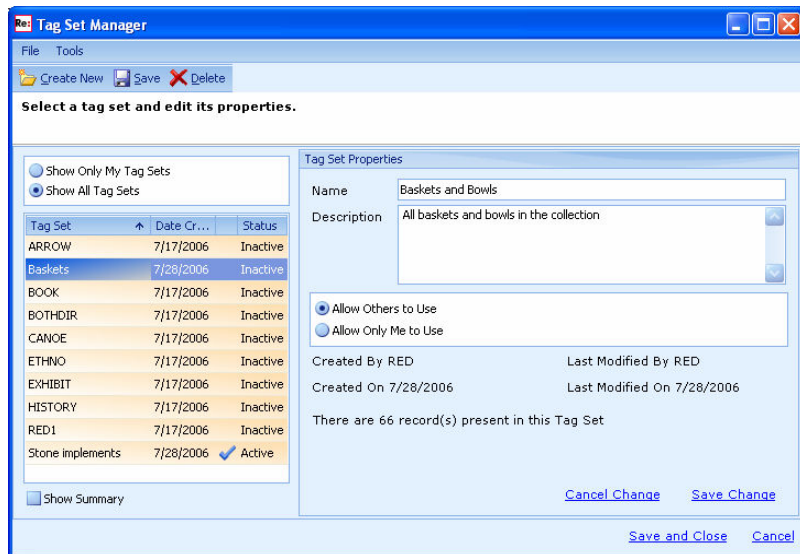 Re: Tag Set Manager
File Tools
Create New Save Delete
Select a tag set and edit its properties.
Show Only My Tag Sets
Show All Tag Sets
Tag Set Date Cr... Status
ARROW 7/17/2006 Inactive
Baskets 7/28/2006 Inactive
BOOK 7/17/2006 Inactive
BOTHDIR 7/17/2006 Inactive
CANOE 7/17/2006 Inactive
ETHNO 7/17/2006 Inactive
EXHIBIT 7/17/2006 Inactive
HISTORY 7/17/2006 Inactive
RED1 7/17/2006 Inactive
Stone implements 7/28/2006 Active
Show Summary
Tag Set Properties
Name Baskets and Bowls
Description All baskets and bowls in the collection
Allow Others to Use
Allow Only Me to Use
Created By RED Last Modified By RED
Created On 7/28/2006 Last Modified On 7/28/2006
There are 66 record(s) present in this Tag Set
Cancel Change Save Change
Save and Close Cancel